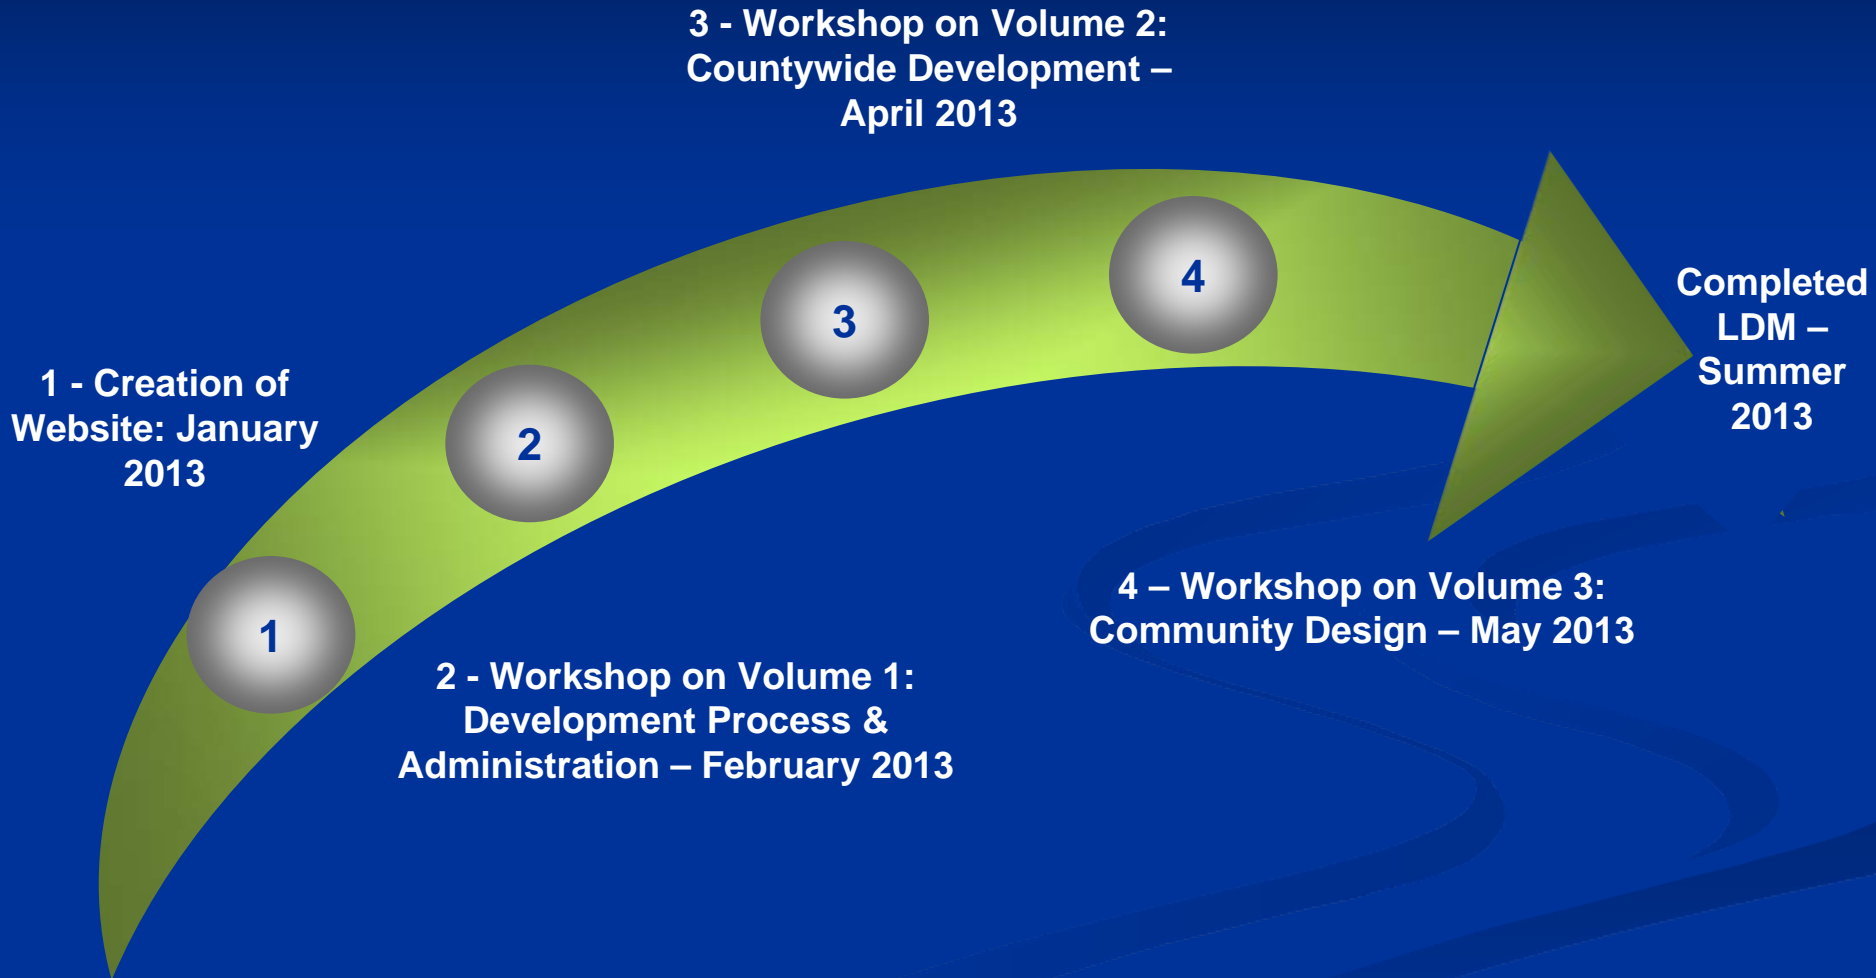 3 - Workshop on Volume 2:
Countywide Development –
April 2013
4
3
Completed
LDM –
Summer
2013
1 - Creation of
Website: January
2013
2
1
4 – Workshop on Volume 3:
Community Design – May 2013
2 - Workshop on Volume 1:
Development Process &
Administration – February 2013